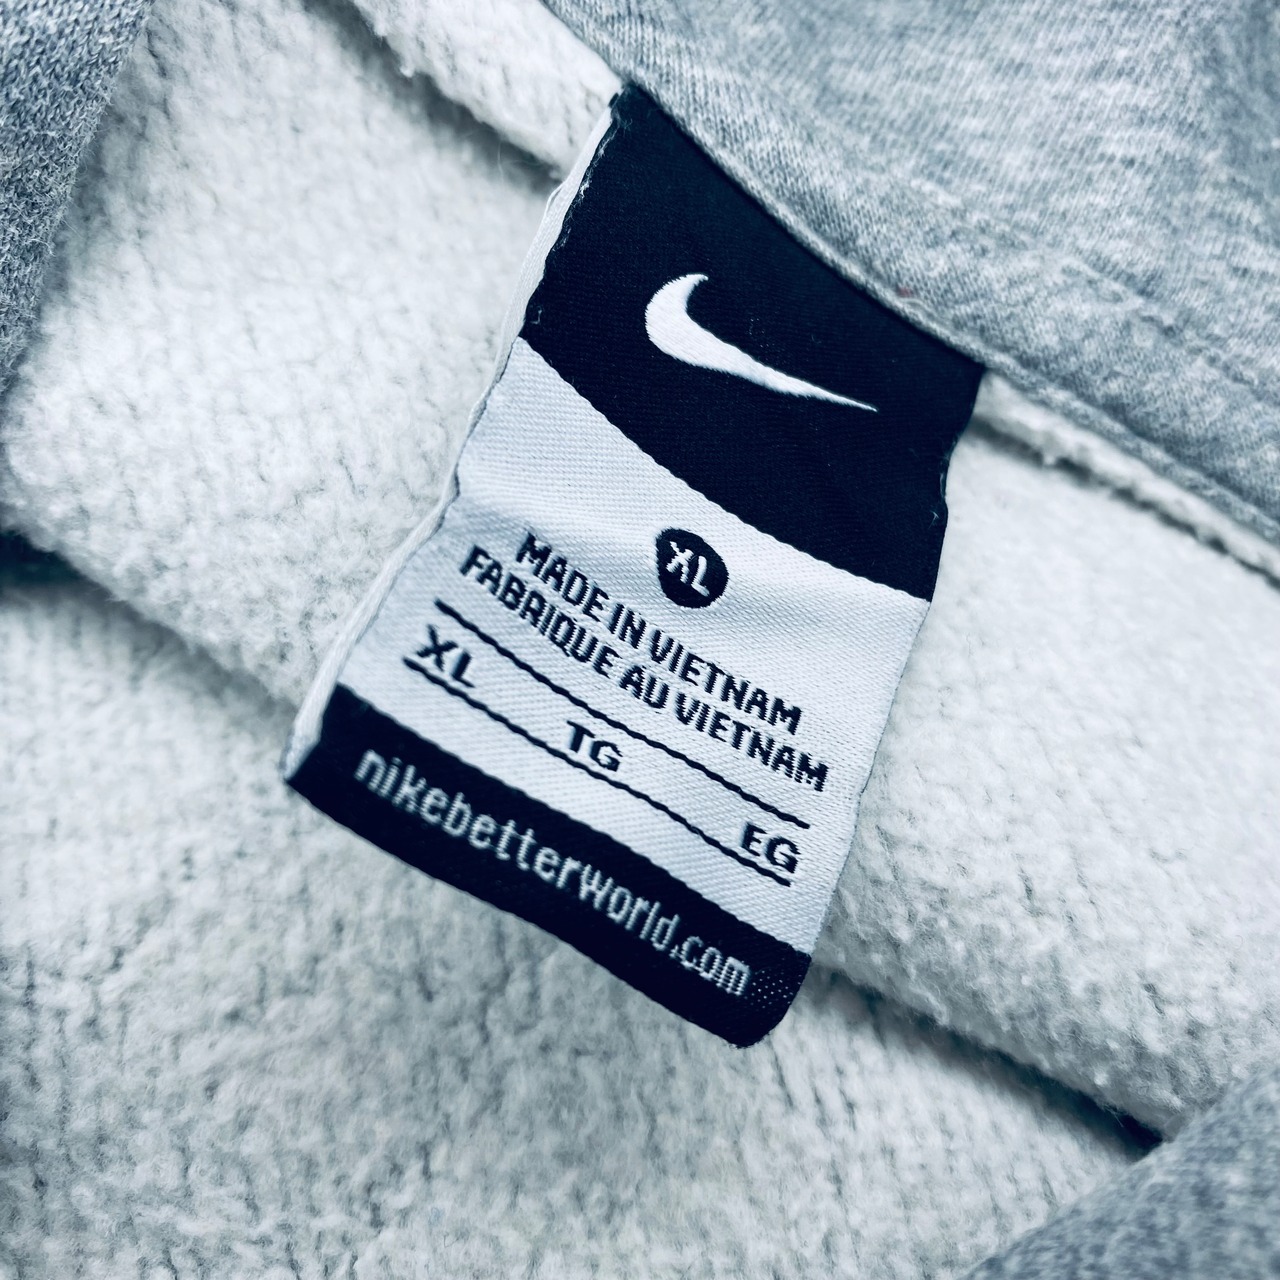 XL
MADE IN VIETNAM
FABRIQUE AU VIETNAM
XL TG EG
nikebetterworld.com